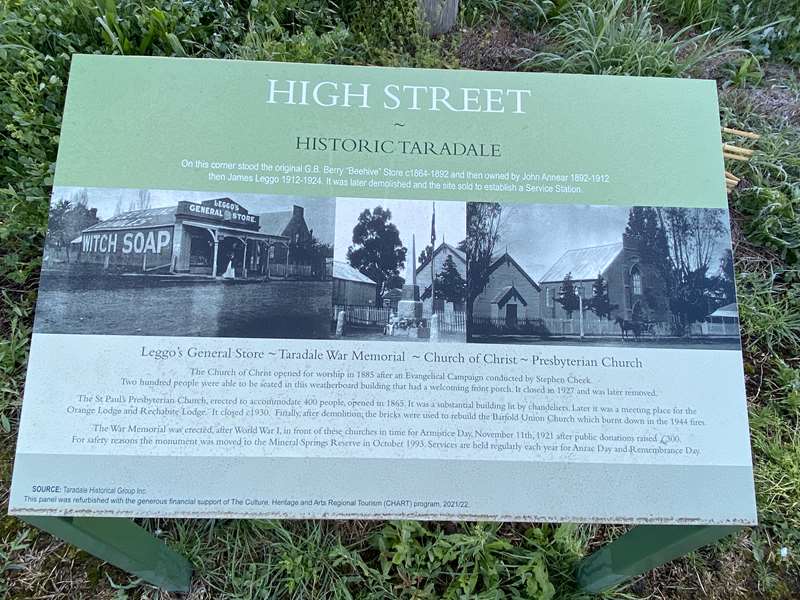 HIGH STREET
~
HISTORIC TARADALE
On this corner stood the original G.B. Berry "Beehive" Store c1864-1892 and then owned by John Annear 1892-1912
then James Leggo 1912-1924. It was later demolished and the site sold to establish a Service Station.
LEGGO'S
GENERAL STORE.
WITCH SOAP
Leggo's General Store ~ Taradale War Memorial ~ Church of Christ ~ Presbyterian Church
The Church of Christ opened for worship in 1885 after an Evangelical Campaign conducted by Stephen Cheek.
Two hundred people were able to be seated in this weatherboard building that had a welcoming front porch. It closed in 1927 and was later removed.
The St Paul's Presbyterian Church, erected to accommodate 400 people, opened in 1865. It was a substantial building lit by chandeliers. Later it was a meeting place for the
Orange Lodge and Rechabite Lodge. It closed c1930. Finally, after demolition, the bricks were used to rebuild the Barfold Union Church which burnt down in the 1944 fires.
The War Memorial was erected, after World War I, in front of these churches in time for Armistice Day, November 11th, 1921 after public donations raised £300.
For safety reasons the monument was moved to the Mineral Springs Reserve in October 1993. Services are held regularly each year for Anzac Day and Remembrance Day.
SOURCE: Taradale Historical Group Inc.
This panel was refurbished with the generous financial support of The Culture, Heritage and Arts Regional Tourism (CHART) program, 2021/22.